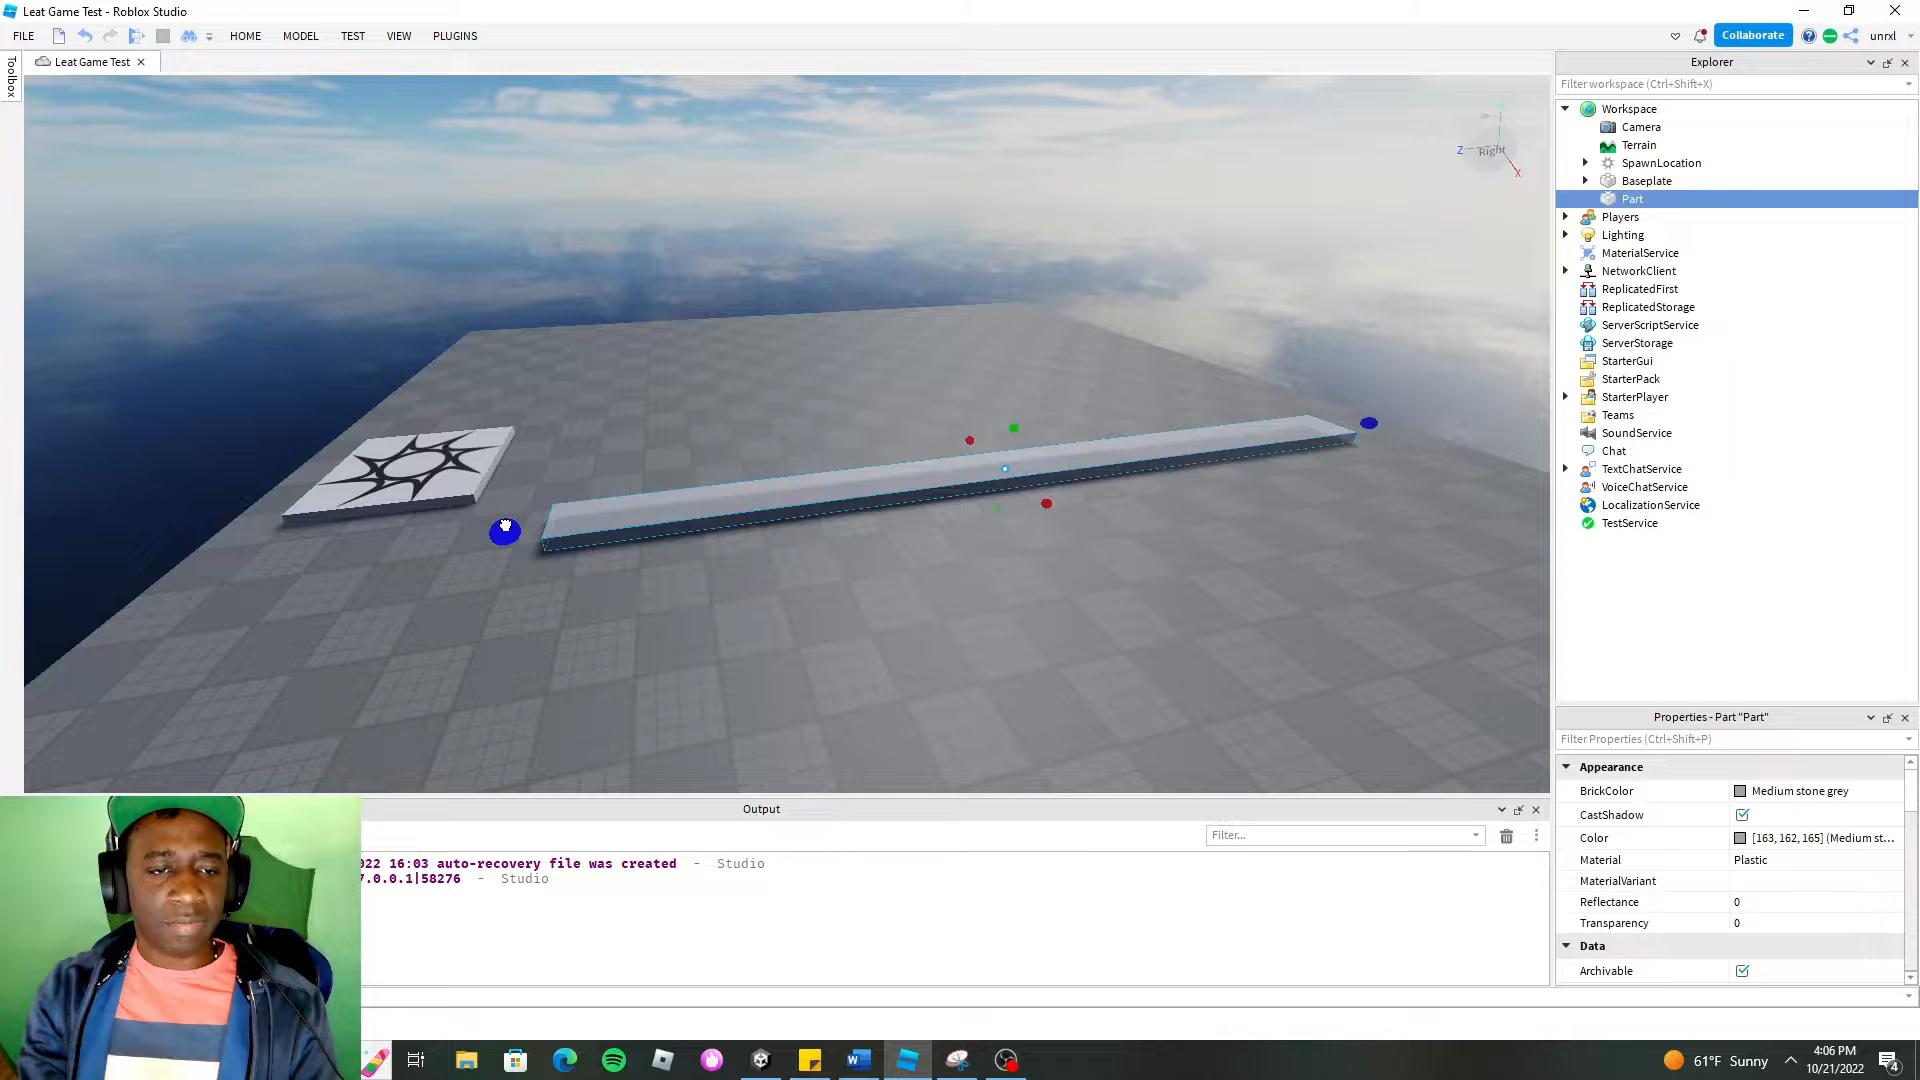 Leat Game Test - Roblox Studio
FILE HOME MODEL TEST VIEW PLUGINS Collaborate unrxl
Toolbox
Leat Game Test
Right
Z
X
Explorer
Filter workspace (Ctrl+Shift+X)
Workspace
Camera
Terrain
SpawnLocation
Baseplate
Part
Players
Lighting
MaterialService
NetworkClient
ReplicatedFirst
ReplicatedStorage
ServerScriptService
ServerStorage
StarterGui
StarterPack
StarterPlayer
Teams
SoundService
Chat
TextChatService
VoiceChatService
LocalizationService
TestService
Properties - Part "Part"
Filter Properties (Ctrl+Shift+P)
Appearance
BrickColor Medium stone grey
CastShadow
Color [163, 162, 165] (Medium st...
Material Plastic
MaterialVariant
Reflectance 0
Transparency 0
Data
Archivable
Output
Filter...
022 16:03 auto-recovery file was created - Studio
7.0.0.1|58276 - Studio
61°F Sunny
4:06 PM
10/21/2022
4